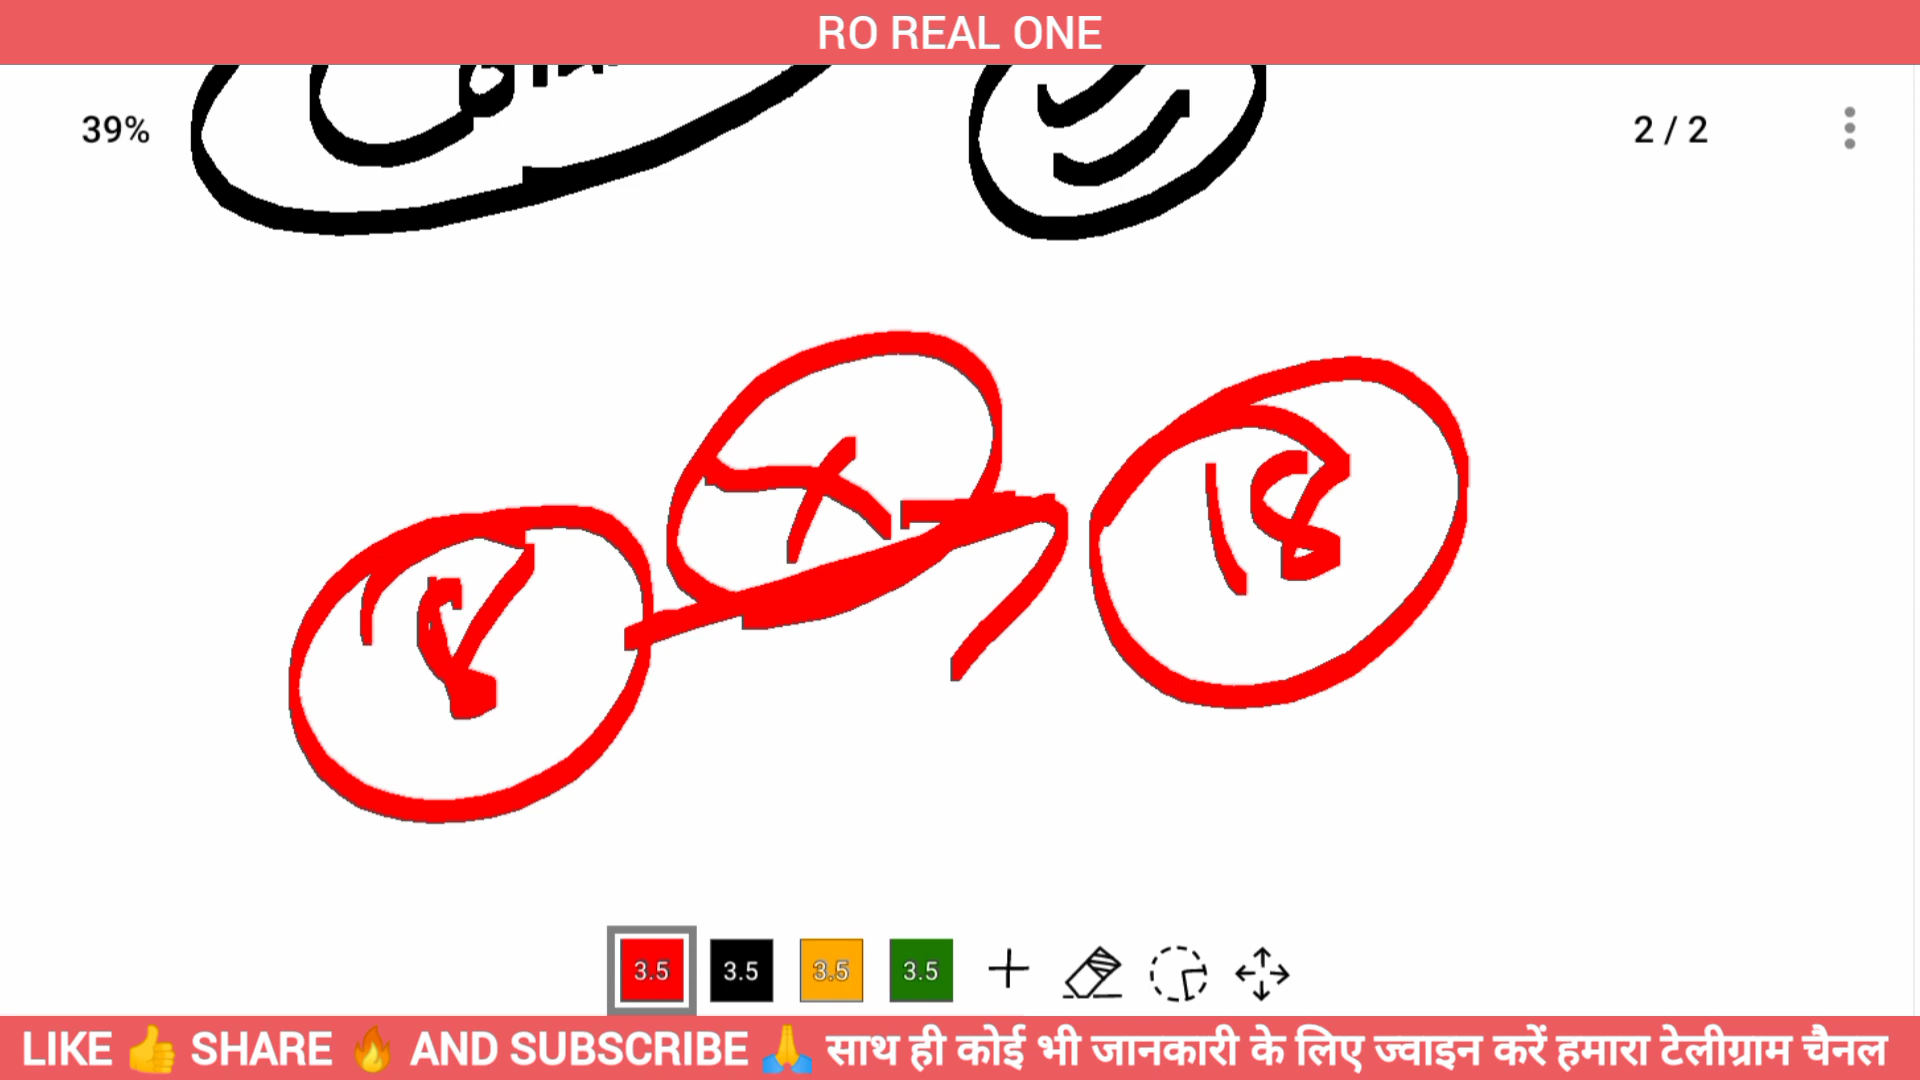 RO REAL ONE
39%
2 / 2
x
18
18
3.5 3.5 3.5 3.5
LIKE 👍 SHARE 🔥 AND SUBSCRIBE 🙏 साथ ही कोई भी जानकारी के लिए ज्वाइन करें हमारा टेलीग्राम चैनल